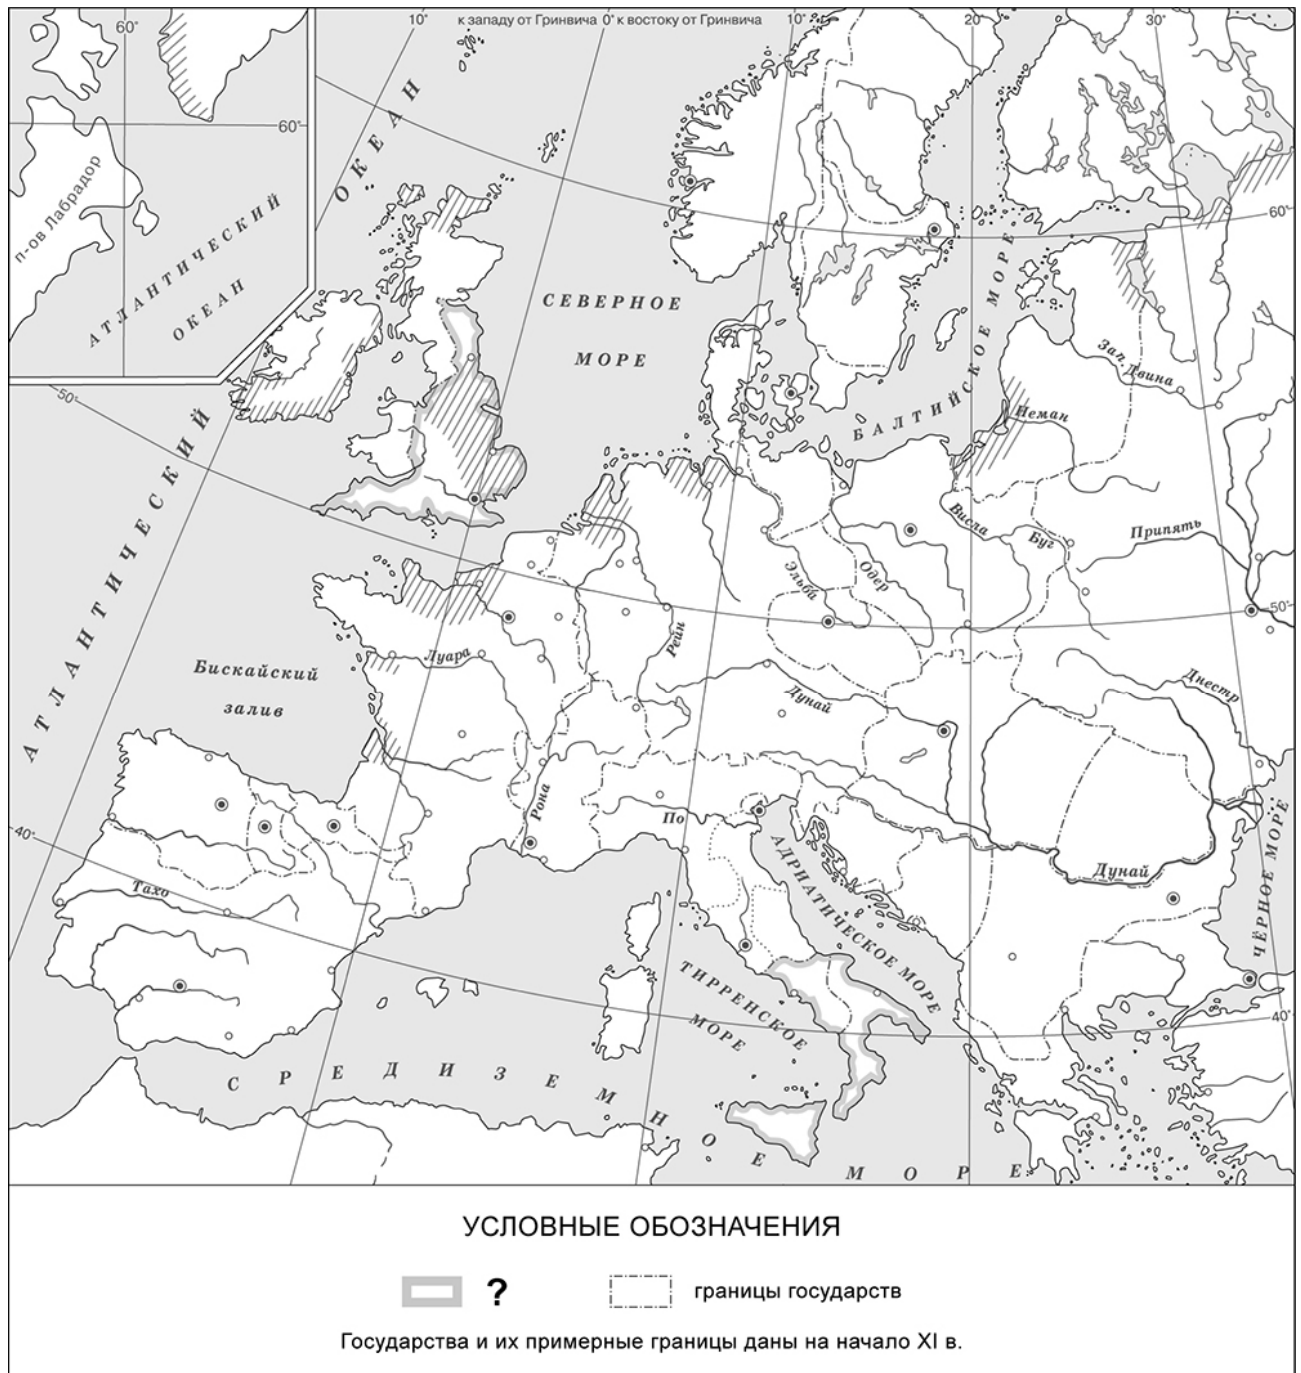 60°
10°
к западу от Гринвича 0° к востоку от Гринвича
10°
20°
30°
60°
п-ов Лабрадор
АТЛАНТИЧЕСКИЙ
ОКЕАН
ОКЕАН
60°
СЕВЕРНОЕ
МОРЕ
БАЛТИЙСКОЕ МОРЕ
Зап. Двина
Неман
50°
АТЛАНТИЧЕСКИЙ
Висла
Буг
Припять
Эльба
Одер
50°
Рейн
Луара
Бискайский
залив
Дунай
Днестр
Рона
По
40°
Тахо
Дунай
АДРИАТИЧЕСКОЕ МОРЕ
ЧЁРНОЕ МОРЕ
ТИРРЕНСКОЕ
МОРЕ
40°
СРЕДИЗЕМНОЕ МОРЕ
УСЛОВНЫЕ ОБОЗНАЧЕНИЯ
?
границы государств
Государства и их примерные границы даны на начало XI в.